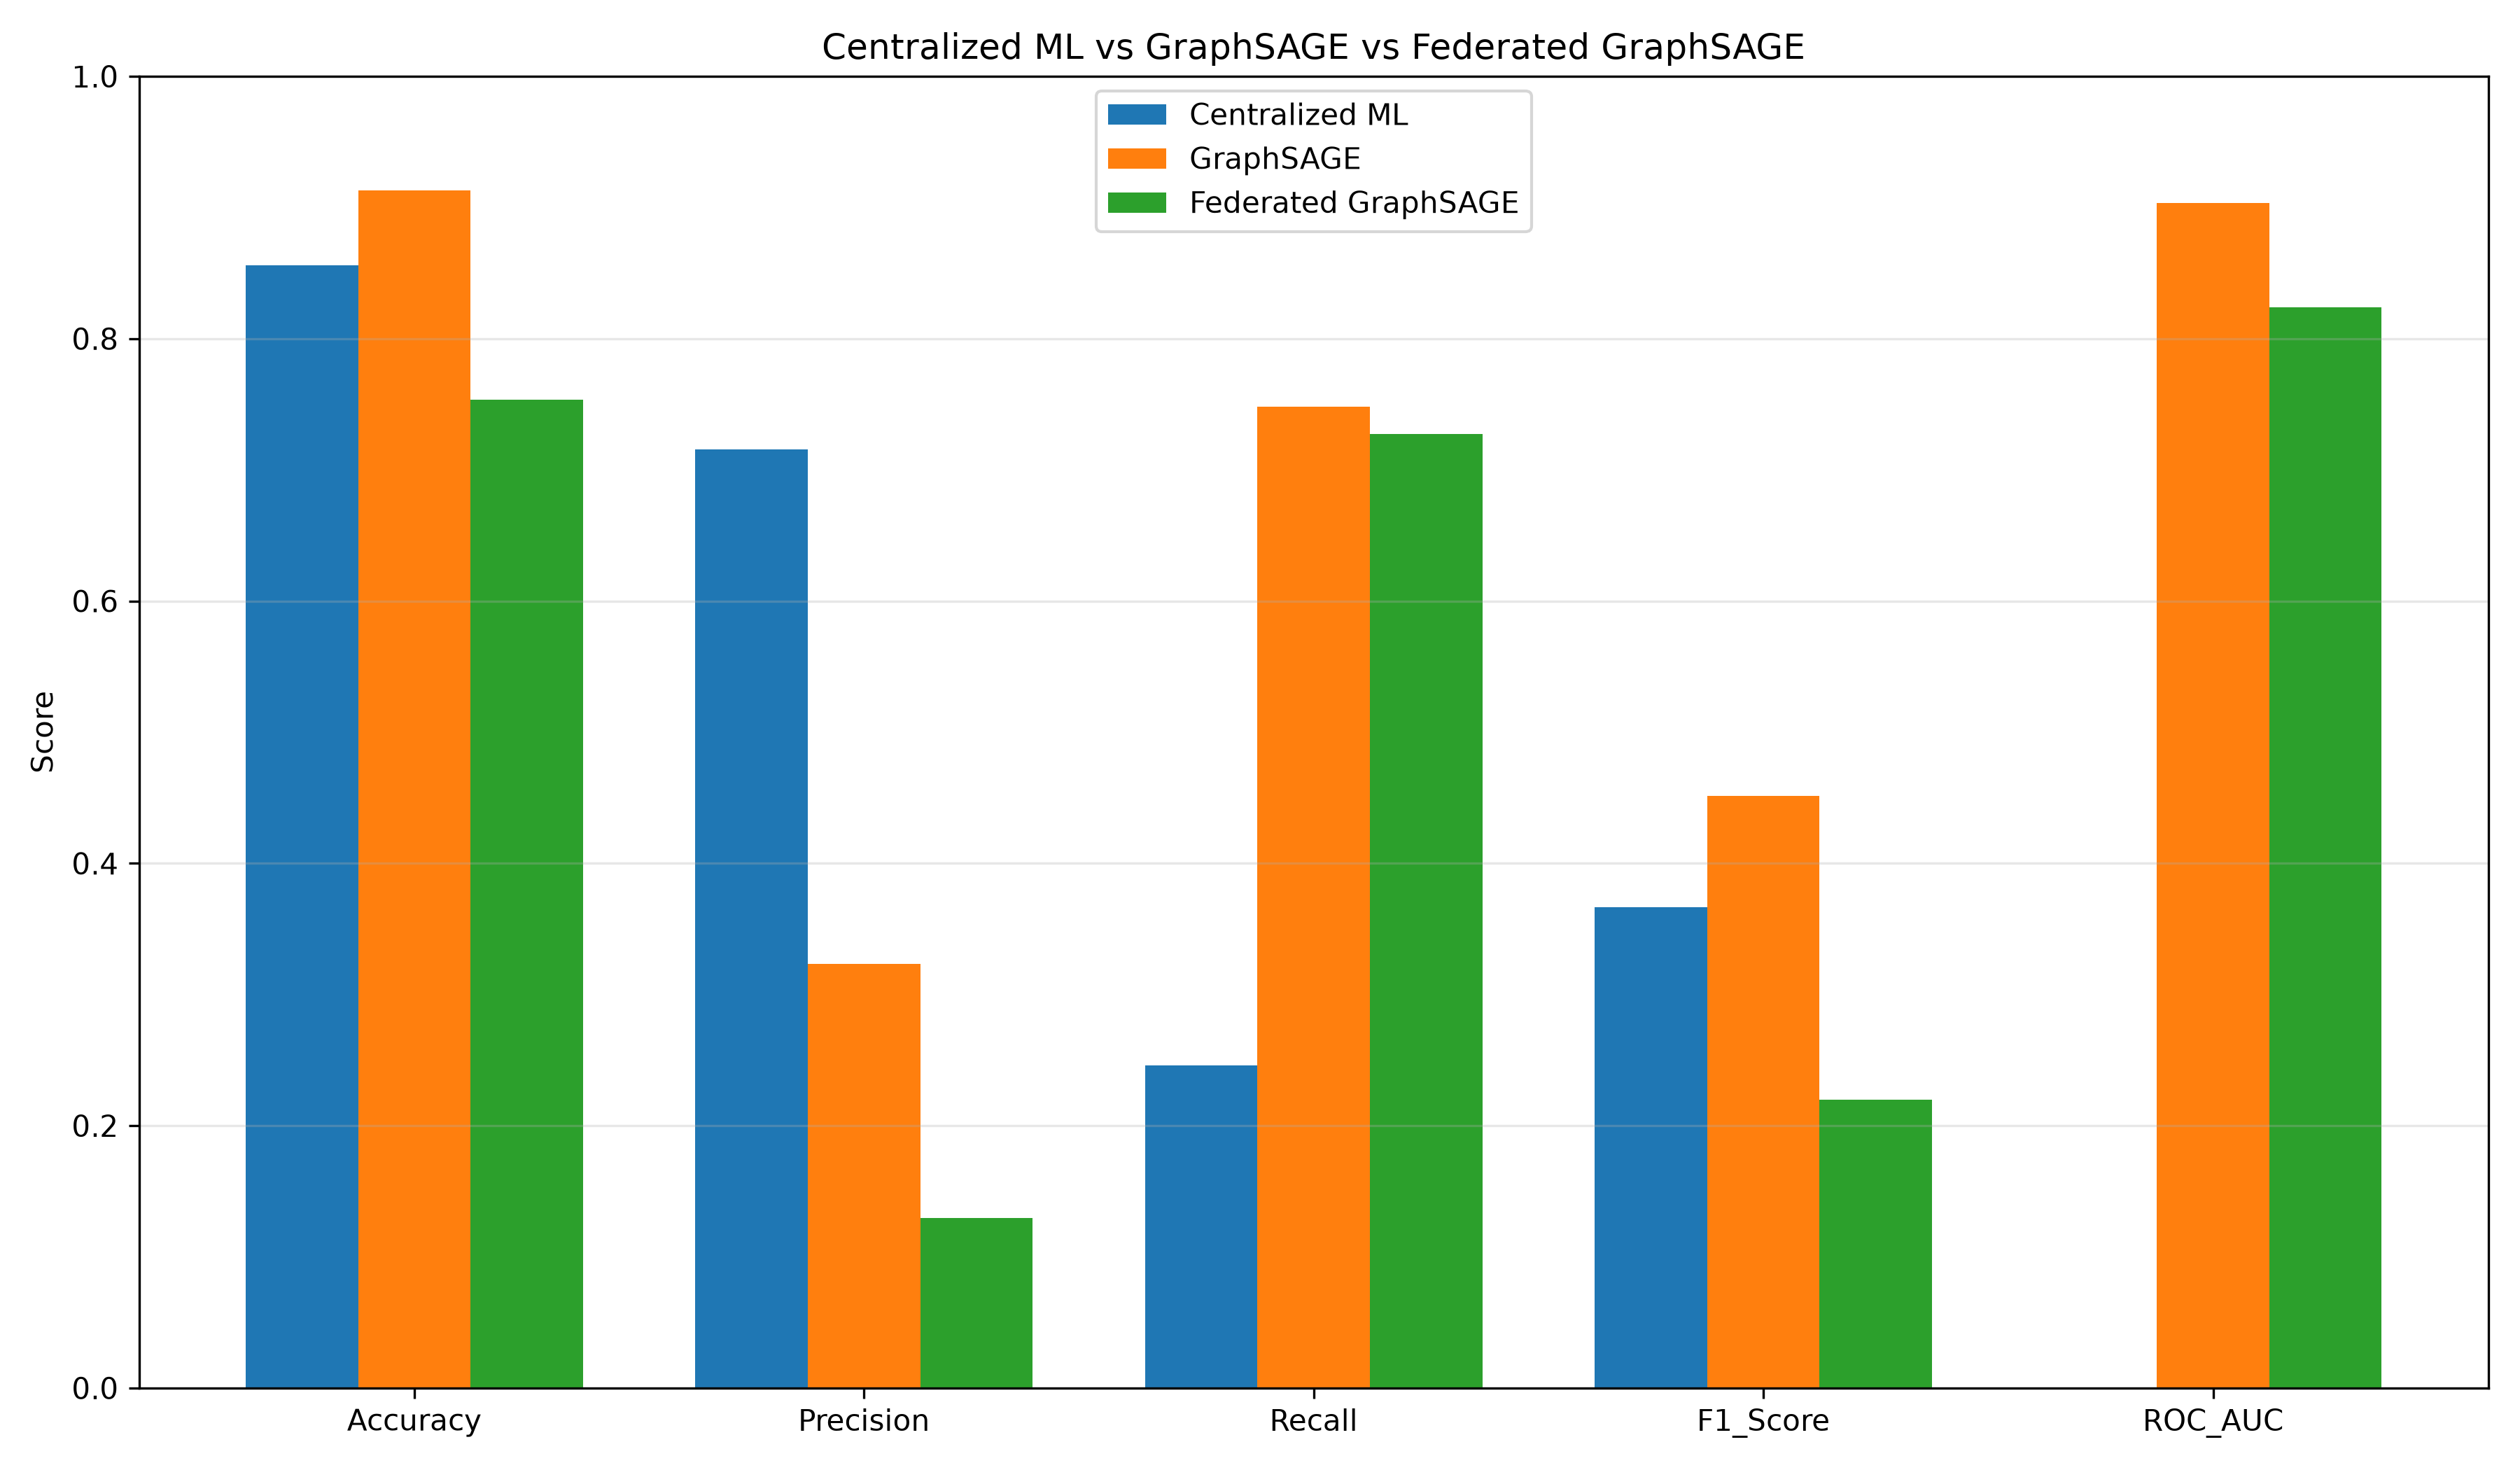 Centralized ML vs GraphSAGE vs Federated GraphSAGE
Centralized ML
GraphSAGE
Federated GraphSAGE
Score
1.0
0.8
0.6
0.4
0.2
0.0
Accuracy
Precision
Recall
F1_Score
ROC_AUC